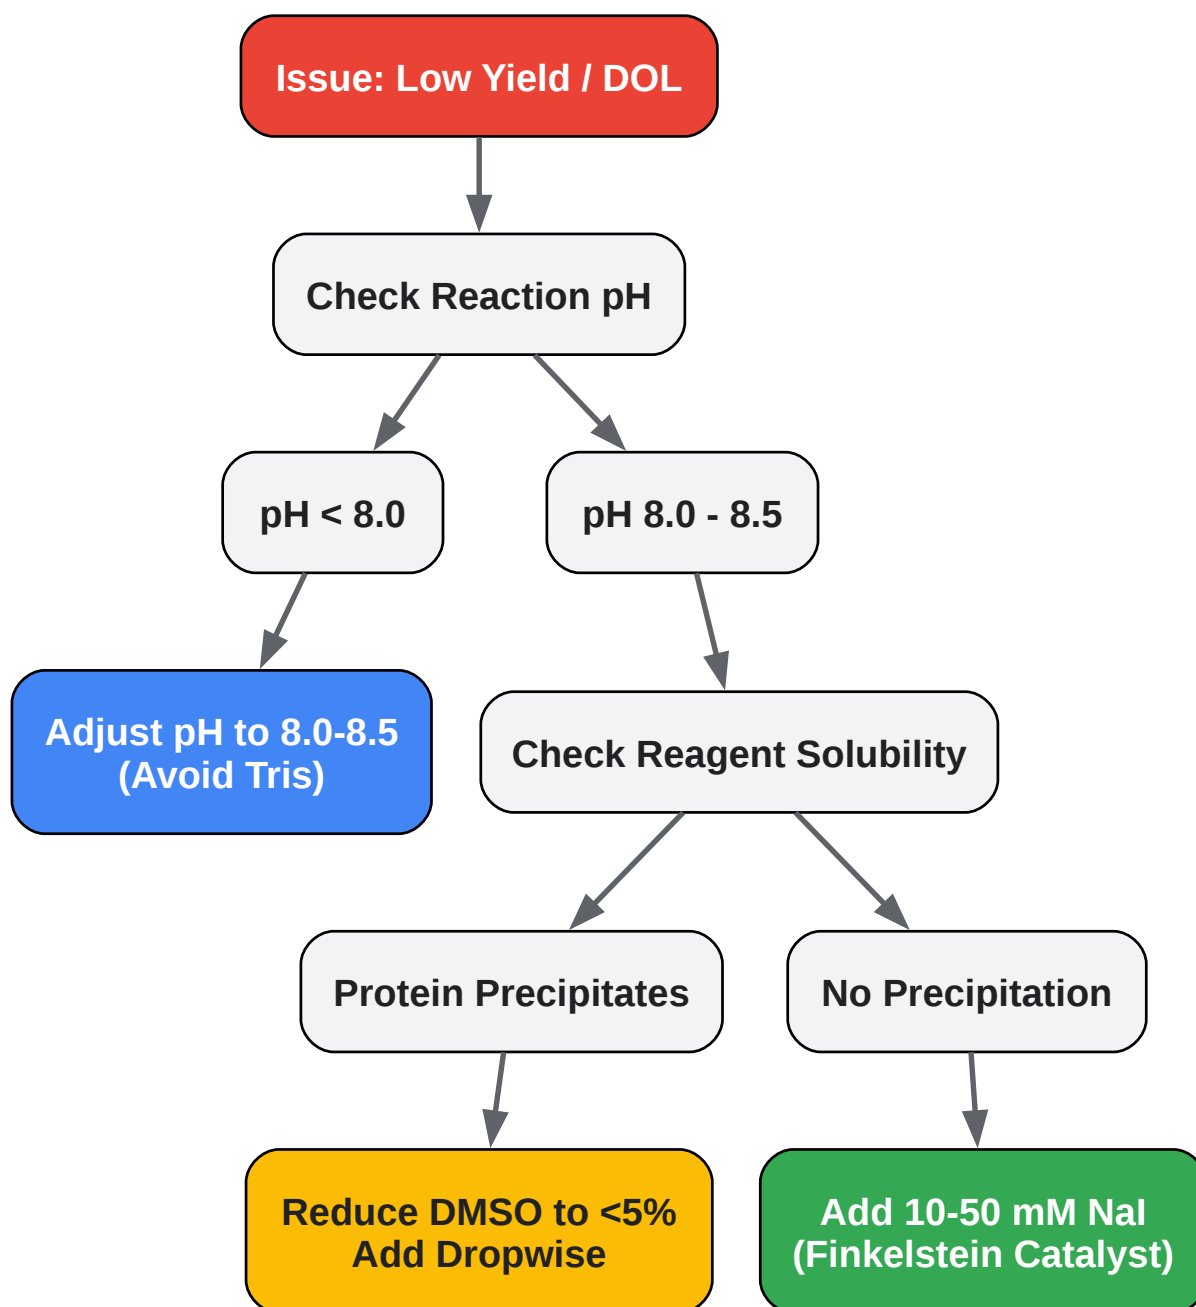 Issue: Low Yield / DOL
Check Reaction pH
pH < 8.0
pH 8.0 - 8.5
Adjust pH to 8.0-8.5
(Avoid Tris)
Check Reagent Solubility
Protein Precipitates
No Precipitation
Reduce DMSO to <5%
Add Dropwise
Add 10-50 mM NaI
(Finkelstein Catalyst)